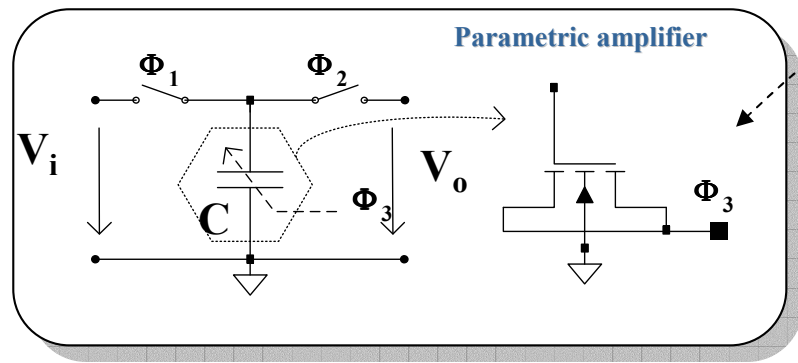 Parametric amplifier
Φ1 Φ2
Vi Vo
C Φ3
Φ3